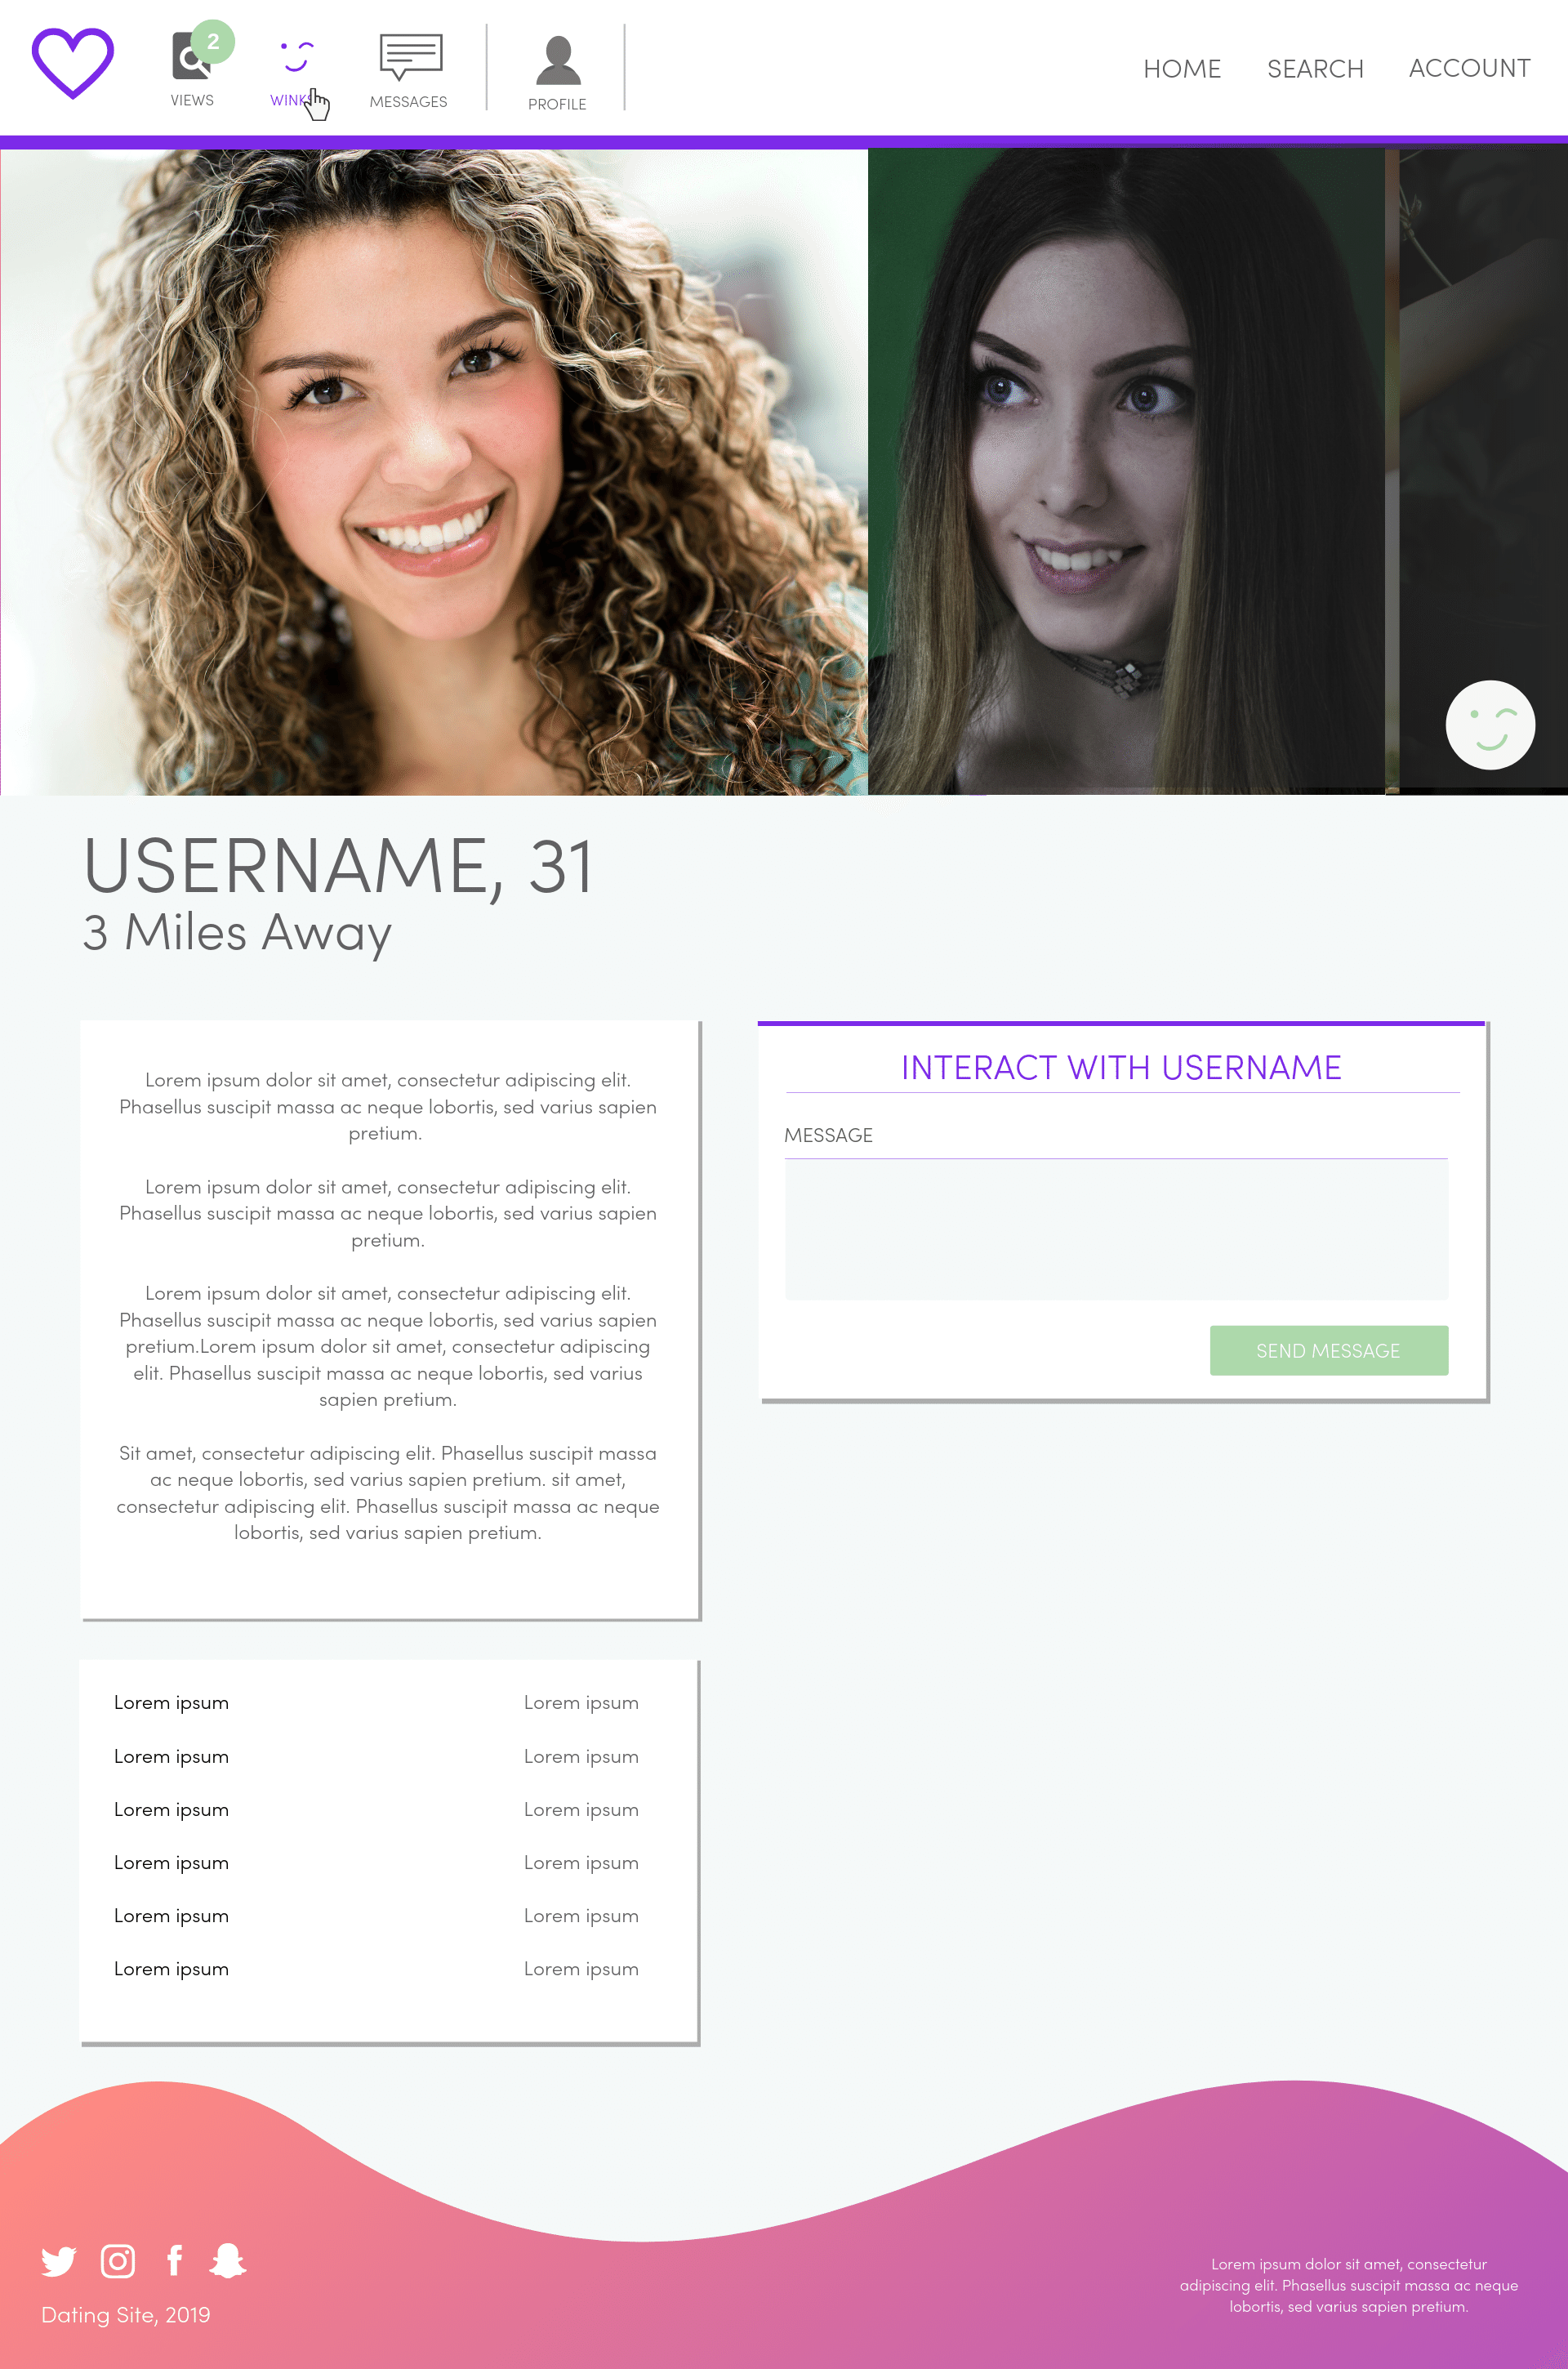 2
VIEWS
WINKS
MESSAGES
PROFILE
HOME
SEARCH
ACCOUNT
USERNAME, 31
3 Miles Away
Lorem ipsum dolor sit amet, consectetur adipiscing elit.
Phasellus suscipit massa ac neque lobortis, sed varius sapien
pretium.
Lorem ipsum dolor sit amet, consectetur adipiscing elit.
Phasellus suscipit massa ac neque lobortis, sed varius sapien
pretium.
Lorem ipsum dolor sit amet, consectetur adipiscing elit.
Phasellus suscipit massa ac neque lobortis, sed varius sapien
pretium.Lorem ipsum dolor sit amet, consectetur adipiscing
elit. Phasellus suscipit massa ac neque lobortis, sed varius
sapien pretium.
Sit amet, consectetur adipiscing elit. Phasellus suscipit massa
ac neque lobortis, sed varius sapien pretium. sit amet,
consectetur adipiscing elit. Phasellus suscipit massa ac neque
lobortis, sed varius sapien pretium.
INTERACT WITH USERNAME
MESSAGE
SEND MESSAGE
Lorem ipsum Lorem ipsum
Lorem ipsum Lorem ipsum
Lorem ipsum Lorem ipsum
Lorem ipsum Lorem ipsum
Lorem ipsum Lorem ipsum
Lorem ipsum Lorem ipsum
Dating Site, 2019
Lorem ipsum dolor sit amet, consectetur
adipiscing elit. Phasellus suscipit massa ac neque
lobortis, sed varius sapien pretium.